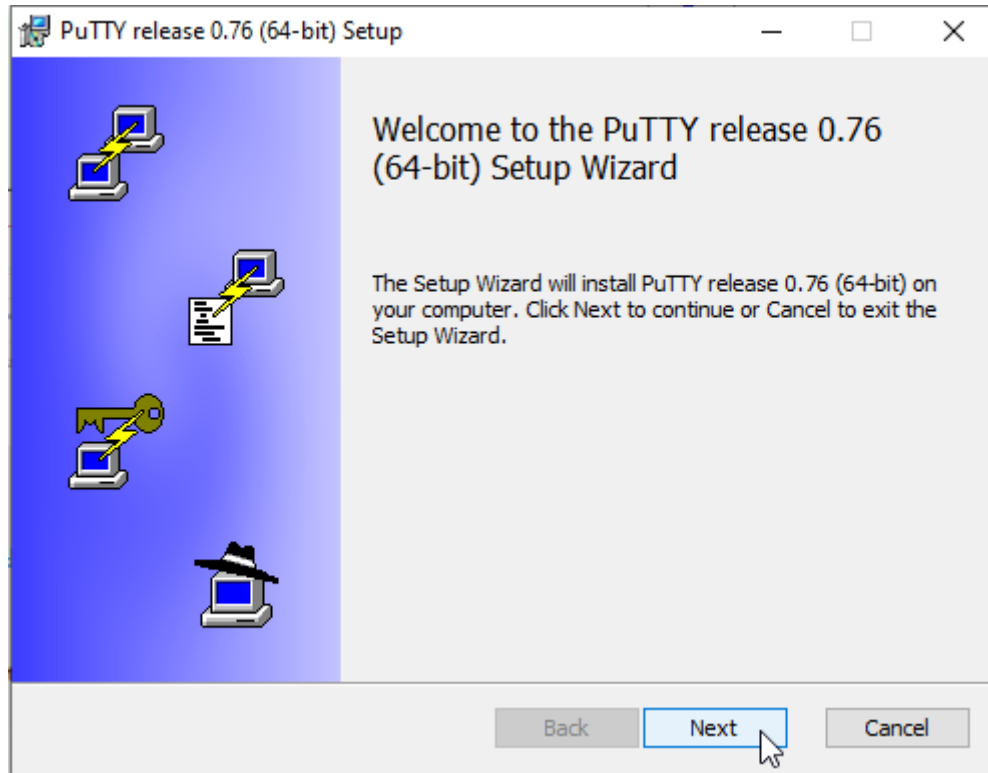 PuTTY release 0.76 (64-bit) Setup
Welcome to the PuTTY release 0.76
(64-bit) Setup Wizard
The Setup Wizard will install PuTTY release 0.76 (64-bit) on
your computer. Click Next to continue or Cancel to exit the
Setup Wizard.
Back Next Cancel